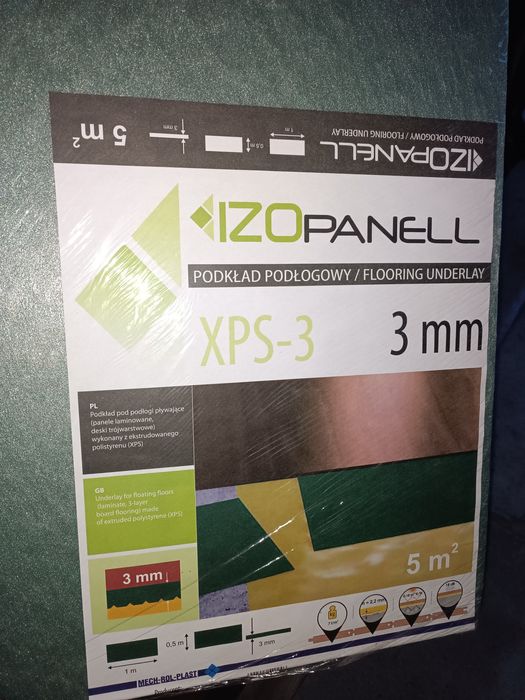 5 m²
3 mm
0,5 m
1 m
IZOPANELL
PODKŁAD PODŁOGOWY / FLOORING UNDERLAY
IZOPANELL
PODKŁAD PODŁOGOWY / FLOORING UNDERLAY
XPS-3
3 mm
PL
Podkład pod podłogi pływające
(panele laminowane,
deski trójwarstwowe)
wykonany z ekstrudowanego
polistyrenu (XPS)
GB
Underlay for floating floors
(laminate, 3-layer
board flooring) made
of extruded polystyrene (XPS)
3 mm
5 m²
1 m
0,5 m
3 mm
MECH-BUL-PLAST